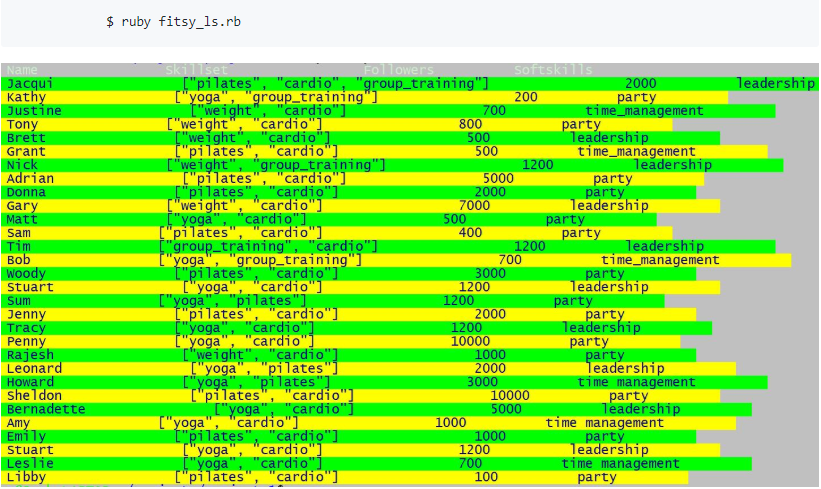 $ ruby fitsy_ls.rb
Name Skillset Followers Softskills
Jacqui ["pilates", "cardio", "group_training"] 2000 leadership
Kathy ["yoga", "group_training"] 200 party
Justine ["weight", "cardio"] 700 time_management
Tony ["weight", "cardio"] 800 party
Brett ["weight", "cardio"] 500 leadership
Grant ["pilates", "cardio"] 500 time_management
Nick ["weight", "group_training"] 1200 leadership
Adrian ["pilates", "cardio"] 5000 party
Donna ["pilates", "cardio"] 2000 party
Gary ["weight", "cardio"] 7000 leadership
Matt ["yoga", "cardio"] 500 party
Sam ["pilates", "cardio"] 400 party
Tim ["group_training", "cardio"] 1200 leadership
Bob ["yoga", "group_training"] 700 time_management
Woody ["pilates", "cardio"] 3000 party
Stuart ["yoga", "cardio"] 1200 leadership
Sum ["yoga", "pilates"] 1200 party
Jenny ["pilates", "cardio"] 2000 party
Tracy ["yoga", "cardio"] 1200 leadership
Penny ["yoga", "cardio"] 10000 party
Rajesh ["weight", "cardio"] 1000 party
Leonard ["yoga", "pilates"] 2000 leadership
Howard ["yoga", "pilates"] 3000 time management
Sheldon ["pilates", "cardio"] 10000 party
Bernadette ["yoga", "cardio"] 5000 leadership
Amy ["yoga", "cardio"] 1000 time management
Emily ["pilates", "cardio"] 1000 party
Stuart ["yoga", "cardio"] 1200 leadership
Leslie ["yoga", "cardio"] 700 time management
Libby ["pilates", "cardio"] 100 party